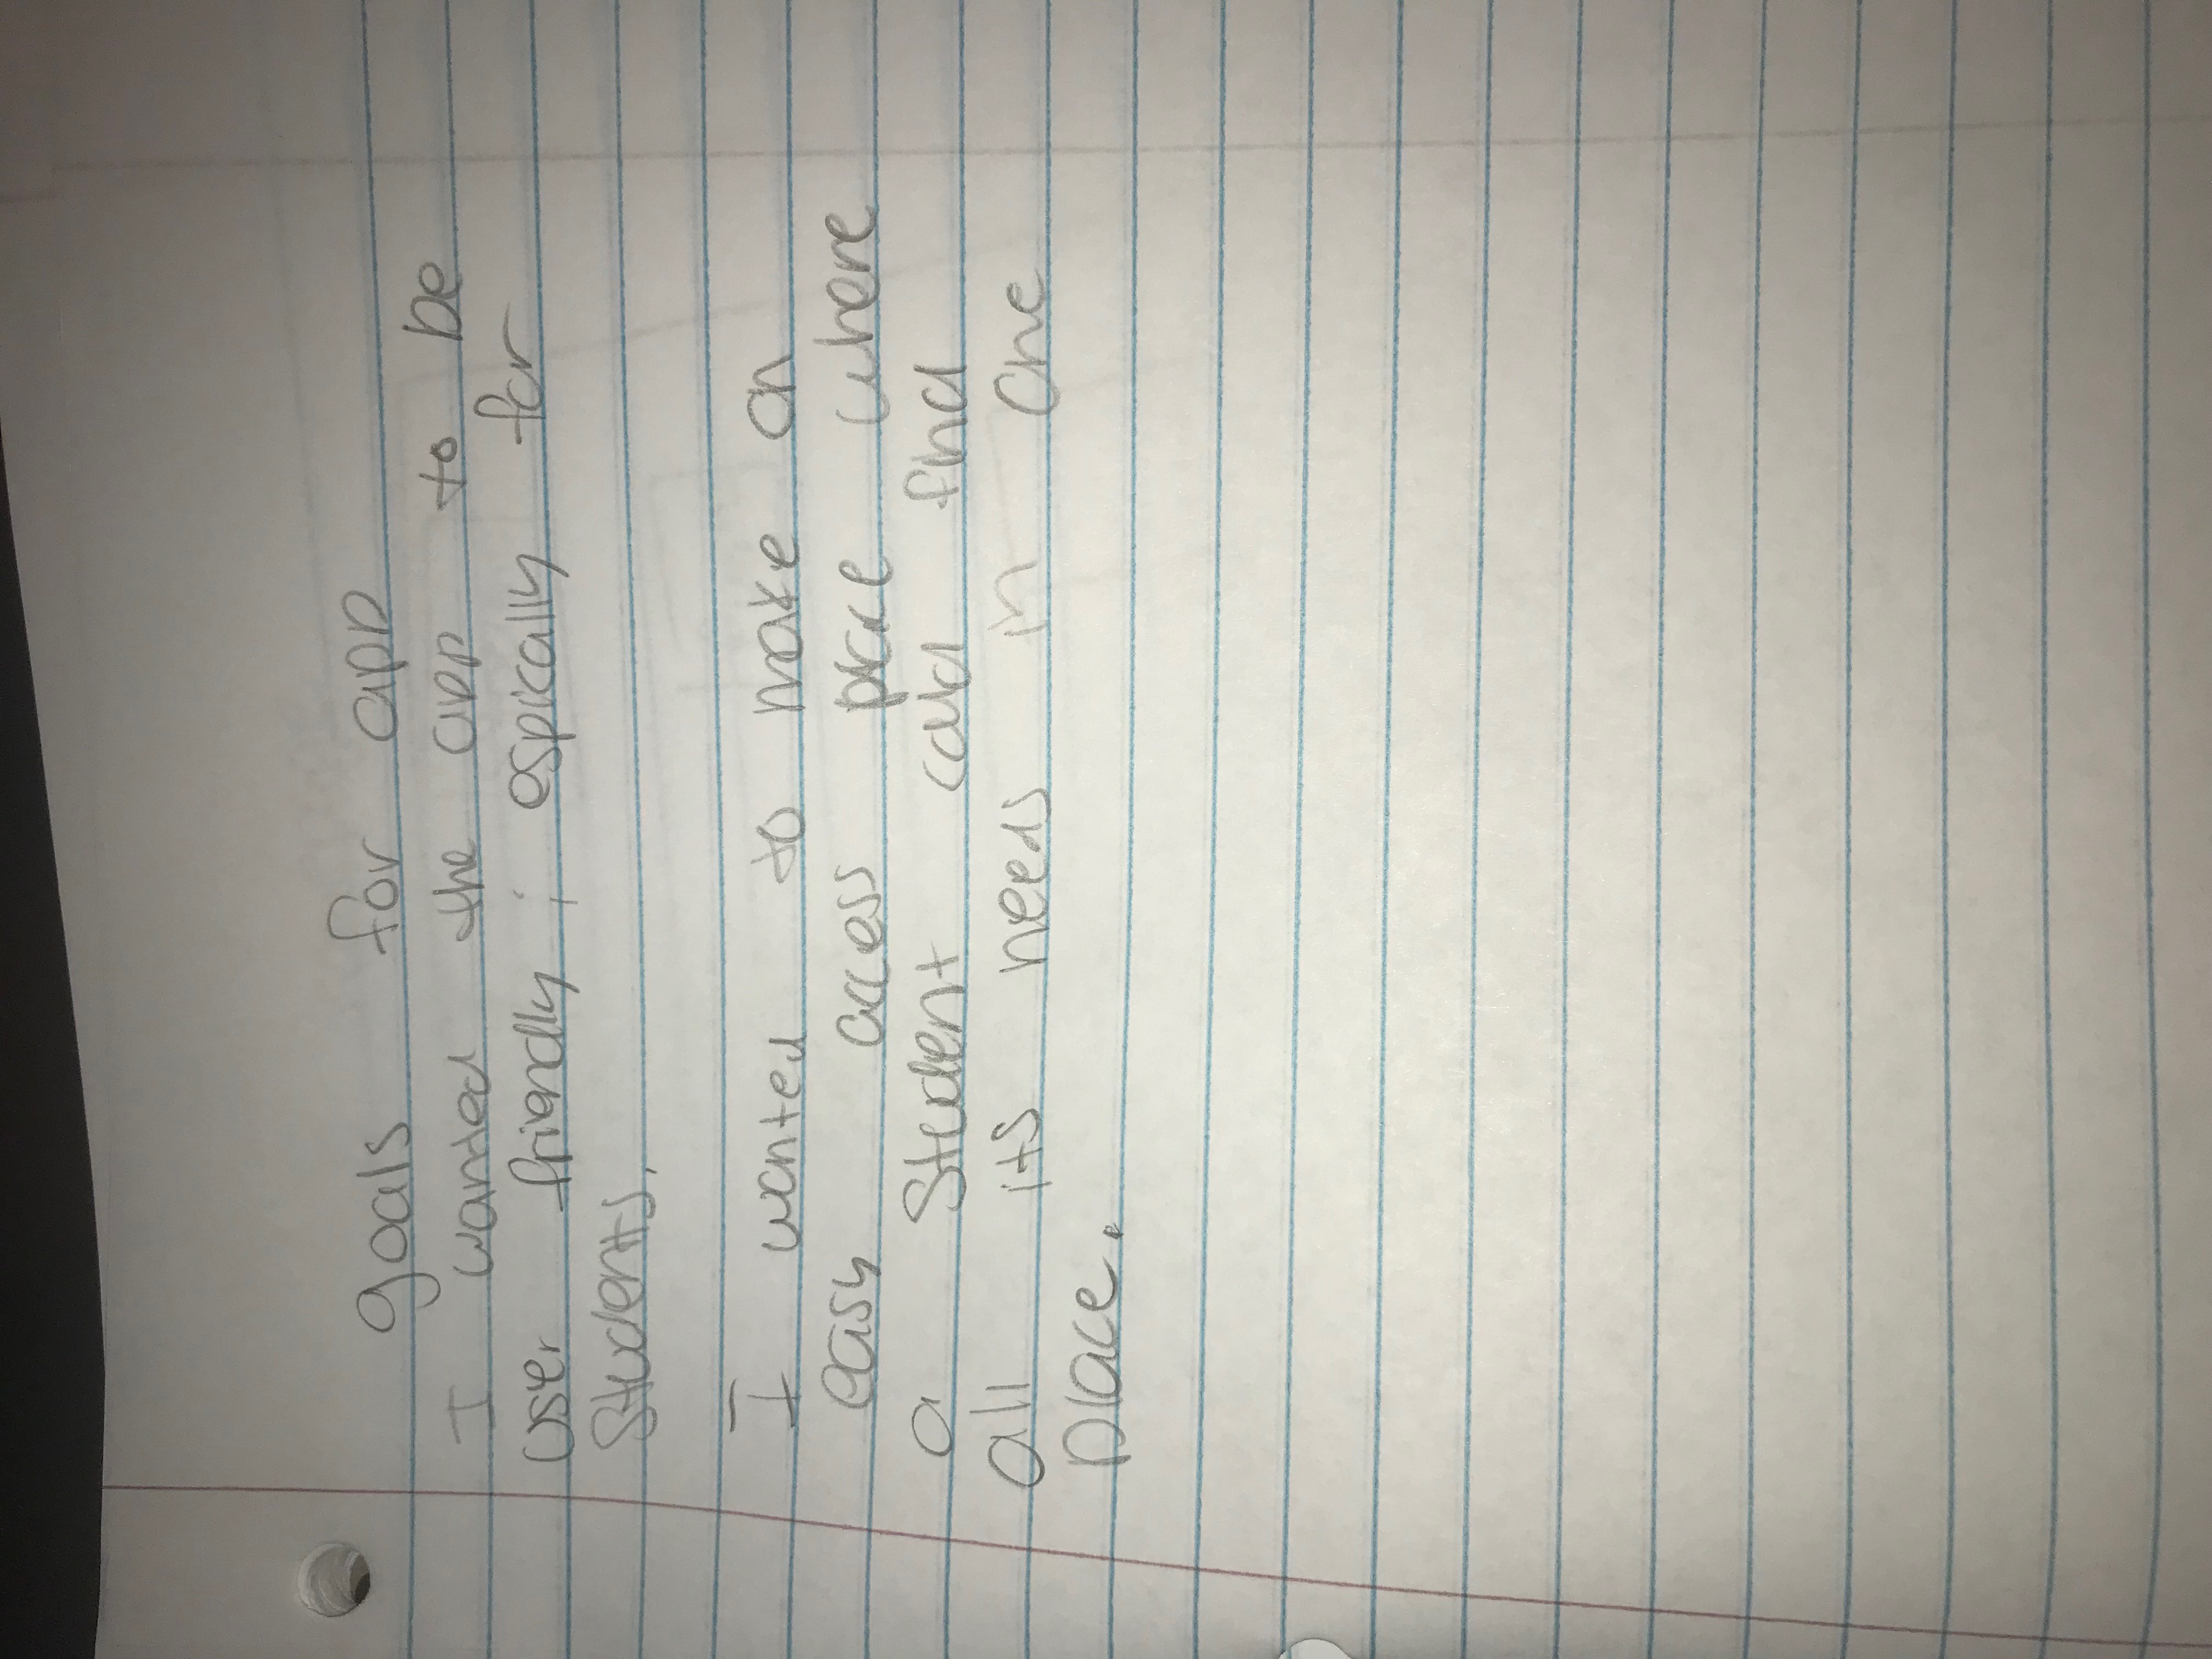 goals for app
I wanted the app to be
user friendly ; espically for
Students.
I wanted to make an
easy access place where
a Student could find
all its needs in one
place.